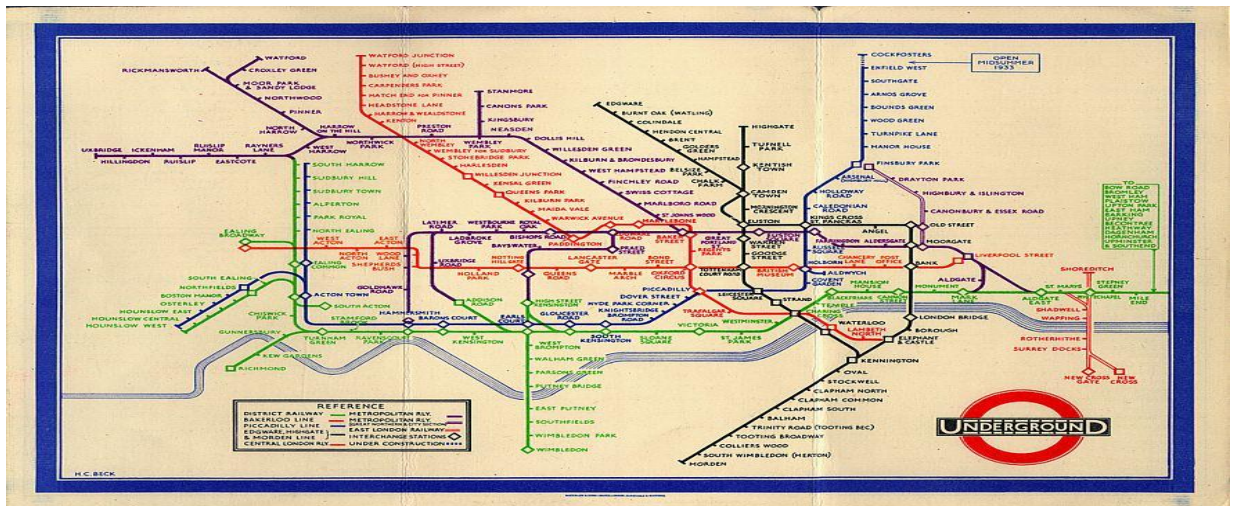 WATFORD
RICKMANSWORTH
CROXLEY GREEN
MOOR PARK
& SANDY LODGE
NORTHWOOD
PINNER
NORTH
HARROW
HARROW
ON THE HILL
WEST
HARROW
NORTHWICK
PARK
PRESTON
ROAD
WEMBLEY
PARK
STANMORE
CANONS PARK
KINGSBURY
NEASDEN
DOLLIS HILL
WILLESDEN GREEN
KILBURN & BRONDESBURY
WEST HAMPSTEAD
FINCHLEY ROAD
SWISS COTTAGE
MARLBORO ROAD
ST JOHNS WOOD
UXBRIDGE
ICKENHAM
RUISLIP
MANOR
RAYNERS
LANE
HILLINGDON
RUISLIP
EASTCOTE
WATFORD JUNCTION
WATFORD (HIGH STREET)
BUSHEY AND OXHEY
CARPENDERS PARK
HATCH END FOR PINNER
HEADSTONE LANE
HARROW & WEALDSTONE
KENTON
NORTH
WEMBLEY
WEMBLEY FOR SUDBURY
STONEBRIDGE PARK
HARLESDEN
WILLESDEN JUNCTION
KENSAL GREEN
QUEENS PARK
KILBURN PARK
MAIDA VALE
WARWICK AVENUE
PADDINGTON
MARYLEBONE
BAKER
STREET
REGENTS
PARK
EDGWARE
BURNT OAK (WATLING)
COLINDALE
HENDON CENTRAL
BRENT
GOLDERS
GREEN
HAMPSTEAD
BELSIZE
PARK
CHALK
FARM
HIGHGATE
TUFNELL
PARK
KENTISH
TOWN
CAMDEN
TOWN
MORNINGTON
CRESCENT
EUSTON
COCKFOSTERS
ENFIELD WEST
SOUTHGATE
ARNOS GROVE
BOUNDS GREEN
WOOD GREEN
TURNPIKE LANE
MANOR HOUSE
FINSBURY PARK
OPEN
MIDSUMMER
1933
ARSENAL
DRAYTON PARK
HIGHBURY & ISLINGTON
HOLLOWAY
ROAD
CALEDONIAN
ROAD
CANONBURY & ESSEX ROAD
KINGS CROSS
ST. PANCRAS
ANGEL
OLD STREET
MOORGATE
SOUTH HARROW
SUDBURY HILL
SUDBURY TOWN
ALPERTON
PARK ROYAL
NORTH EALING
EALING
BROADWAY
WEST
ACTON
EAST
ACTON
NORTH
ACTON
WOOD
LANE
SHEPHERDS
BUSH
EALING
COMMON
LATIMER
ROAD
WESTBOURNE
PARK
ROYAL
OAK
LADBROKE
GROVE
BISHOPS ROAD
BAYSWATER
PRAED
STREET
UXBRIDGE
ROAD
GOLDHAWK
ROAD
HAMMERSMITH
NOTTING
HILL GATE
HOLLAND
PARK
QUEENS
ROAD
LANCASTER
GATE
MARBLE
ARCH
BOND
STREET
OXFORD
CIRCUS
TOTTENHAM
COURT ROAD
BRITISH
MUSEUM
CHANCERY
LANE
POST
OFFICE
BANK
LIVERPOOL STREET
GREAT
PORTLAND
ST
EUSTON
SQUARE
WARREN
STREET
GOODGE
STREET
RUSSELL
SQUARE
FARRINGDON
ALDERSGATE
HOLBORN
ALDWYCH
COVENT
GARDEN
LEICESTER
SQUARE
STRAND
PICCADILLY
DOVER STREET
HYDE PARK CORNER
KNIGHTSBRIDGE
BROMPTON
ROAD
TRAFALGAR
SQUARE
SOUTH EALING
NORTHFIELDS
BOSTON MANOR
OSTERLEY
HOUNSLOW EAST
HOUNSLOW CENTRAL
HOUNSLOW WEST
ACTON TOWN
SOUTH ACTON
CHISWICK
PARK
GUNNERSBURY
KEW GARDENS
RICHMOND
TURNHAM
GREEN
STAMFORD
BROOK
RAVENSCOURT
PARK
BARONS COURT
WEST
KENSINGTON
ADDISON
ROAD
HIGH STREET
KENSINGTON
EARLS
COURT
GLOUCESTER
ROAD
SOUTH
KENSINGTON
SLOANE
SQUARE
VICTORIA
ST JAMES
PARK
WESTMINSTER
CHARING
CROSS
TEMPLE
BLACKFRIARS
MANSION
HOUSE
CANNON
STREET
MONUMENT
MARK
LANE
ALDGATE
ALDGATE
EAST
ST. MARYS
WHITECHAPEL
STEPNEY
GREEN
MILE
END
TO
BOW ROAD
BROMLEY
WEST HAM
PLAISTOW
UPTON PARK
EAST HAM
BARKING
UPNEY
BECONTREE
HEATHWAY
DAGENHAM
HORNCHURCH
UPMINSTER
& SOUTHEND
SHOREDITCH
SHADWELL
WAPPING
ROTHERHITHE
SURREY DOCKS
NEW CROSS
GATE
NEW
CROSS
WEST
BROMPTON
WALHAM GREEN
PARSONS GREEN
PUTNEY BRIDGE
EAST PUTNEY
SOUTHFIELDS
WIMBLEDON PARK
WIMBLEDON
WATERLOO
LAMBETH
NORTH
LONDON BRIDGE
BOROUGH
ELEPHANT
& CASTLE
KENNINGTON
OVAL
STOCKWELL
CLAPHAM NORTH
CLAPHAM COMMON
CLAPHAM SOUTH
BALHAM
TRINITY ROAD (TOOTING BEC)
TOOTING BROADWAY
COLLIERS WOOD
SOUTH WIMBLEDON (MERTON)
MORDEN
REFERENCE
DISTRICT RAILWAY
BAKERLOO LINE
PICCADILLY LINE
EDGWARE, HIGHGATE
& MORDEN LINE
CENTRAL LONDON RLY.
METROPOLITAN RLY.
METROPOLITAN RLY.
(GREAT NORTHERN & CITY SECTION)
EAST LONDON RAILWAY
INTERCHANGE STATIONS
UNDER CONSTRUCTION
UNDERGROUND
H.C. BECK